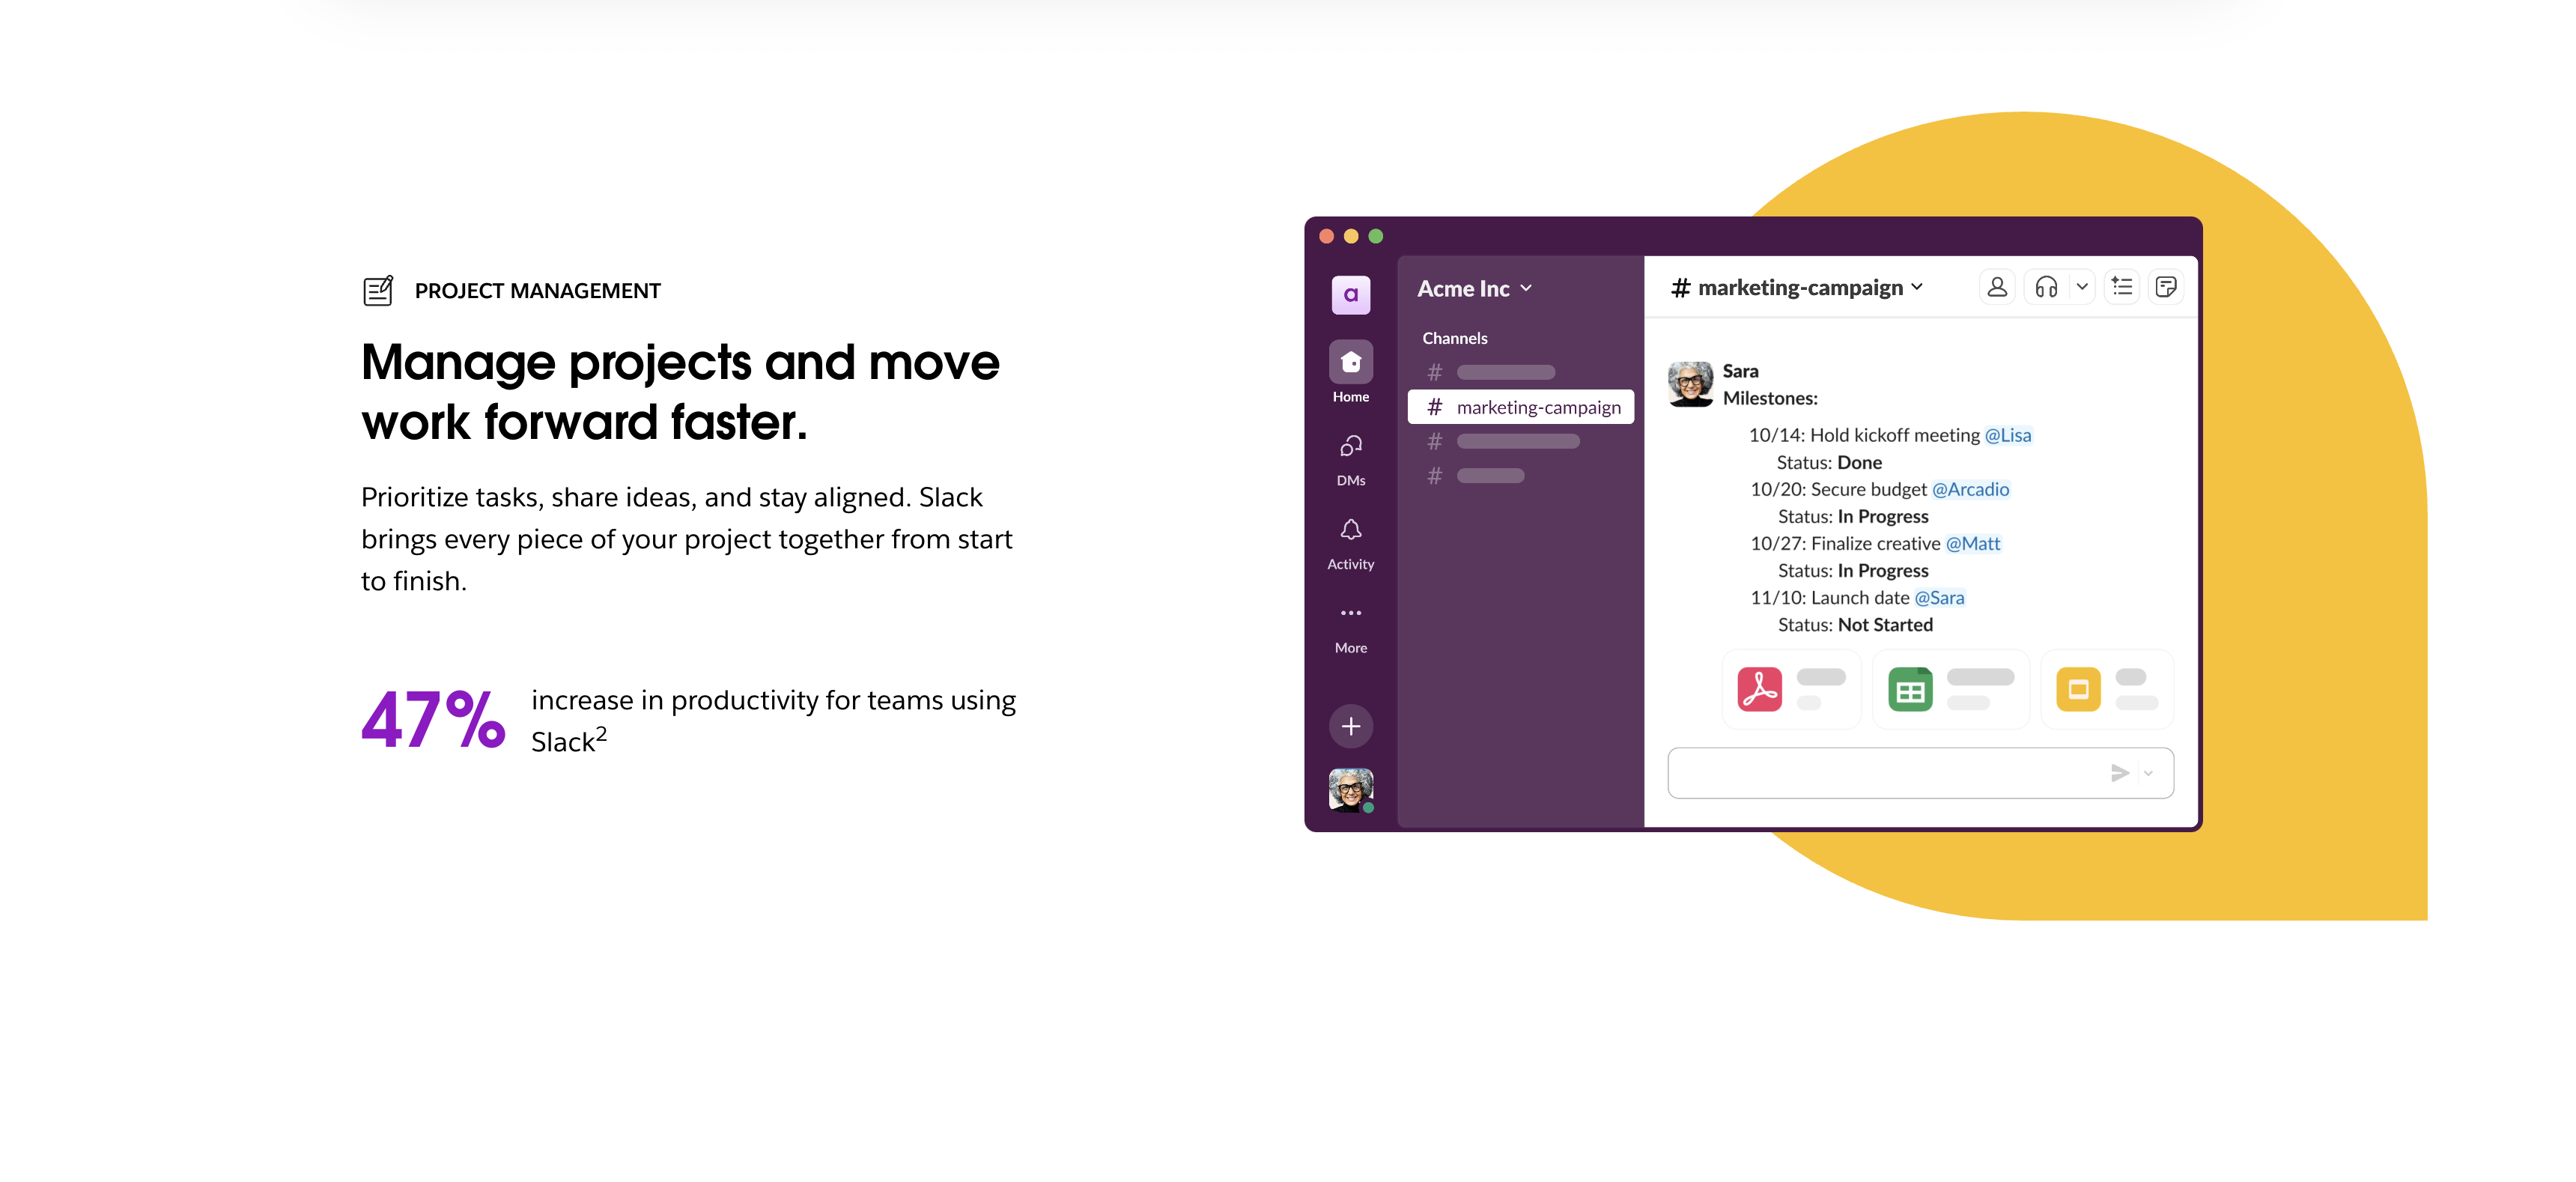 PROJECT MANAGEMENT
Manage projects and move
work forward faster.
Prioritize tasks, share ideas, and stay aligned. Slack
brings every piece of your project together from start
to finish.
47%
increase in productivity for teams using
Slack²
a
Home
DMs
Activity
More
Acme Inc
Channels
#
# marketing-campaign
#
#
# marketing-campaign
Sara
Milestones:
10/14: Hold kickoff meeting @Lisa
Status: Done
10/20: Secure budget @Arcadio
Status: In Progress
10/27: Finalize creative @Matt
Status: In Progress
11/10: Launch date @Sara
Status: Not Started